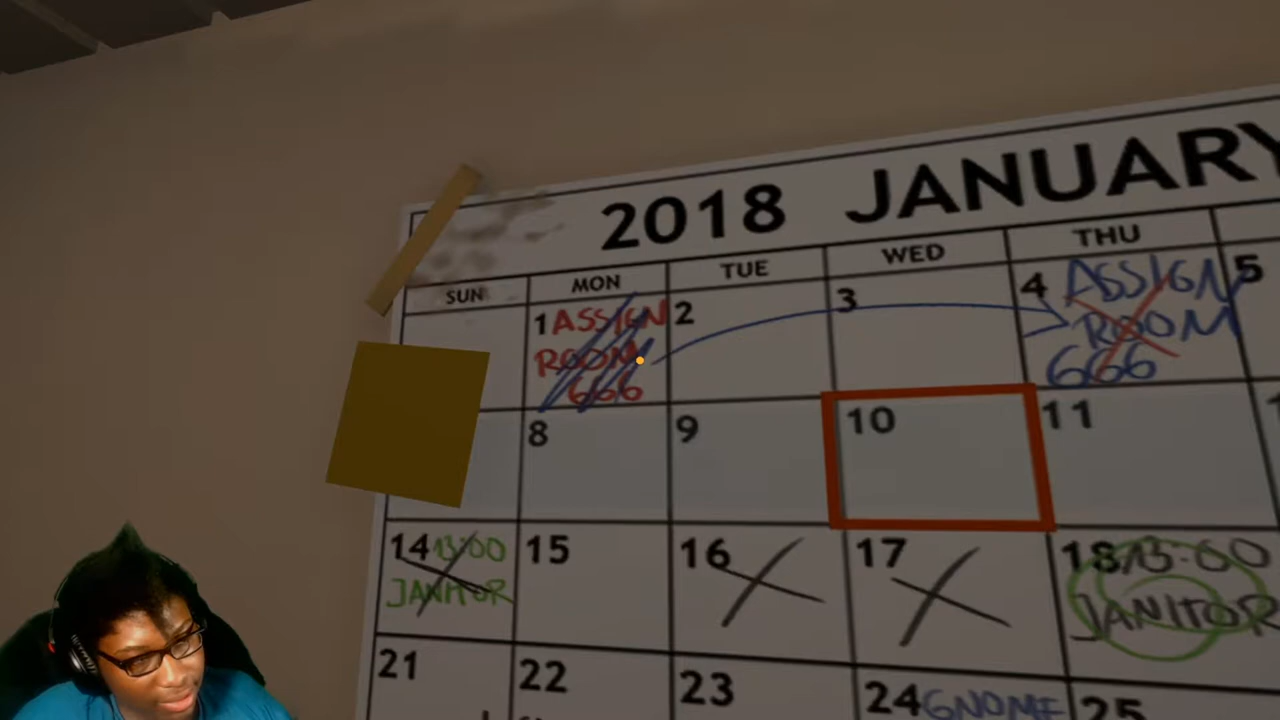 2018 JANUARY
SUN MON TUE WED THU
1 ASSIGN ROOM 666 2 3 4 ASSIGN ROOM 666 5
8 9 10 11
14 13:00 JANITOR 15 16 17 18 13:00 JANITOR
21 22 23 24 GNOME 25